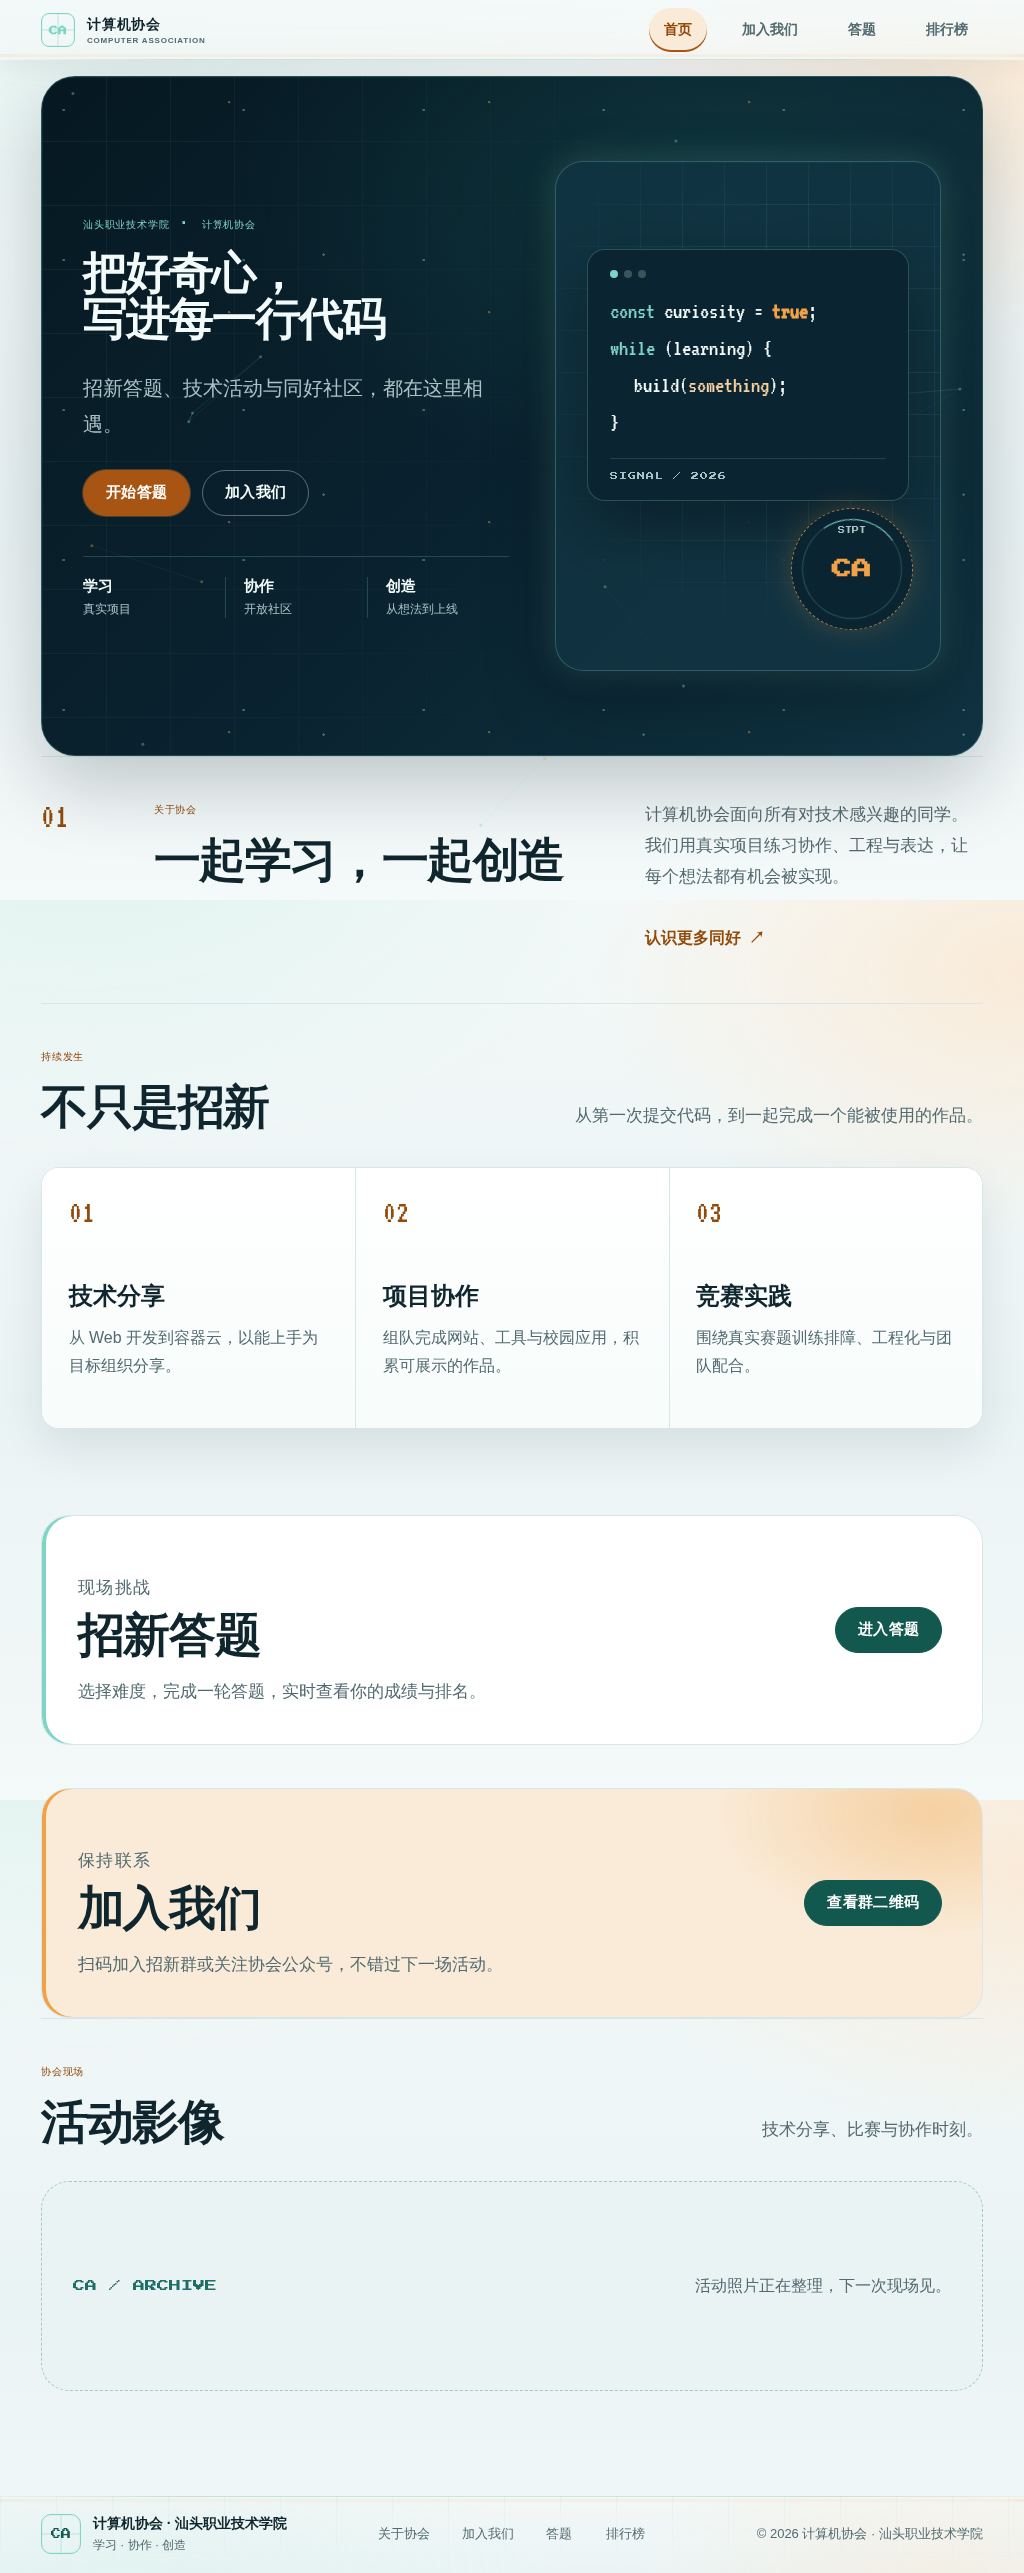 CA
计算机协会
COMPUTER ASSOCIATION
首页
加入我们
答题
排行榜
汕头职业技术学院 · 计算机协会
把好奇心，
写进每一行代码
招新答题、技术活动与同好社区，都在这里相
遇。
开始答题
加入我们
学习
真实项目
协作
开放社区
创造
从想法到上线
const curiosity = true;
while (learning) {
build(something);
}
SIGNAL / 2026
STPT
CA
01
关于协会
一起学习，一起创造
计算机协会面向所有对技术感兴趣的同学。
我们用真实项目练习协作、工程与表达，让
每个想法都有机会被实现。
认识更多同好 ↗
持续发生
不只是招新
从第一次提交代码，到一起完成一个能被使用的作品。
01
技术分享
从 Web 开发到容器云，以能上手为
目标组织分享。
02
项目协作
组队完成网站、工具与校园应用，积
累可展示的作品。
03
竞赛实践
围绕真实赛题训练排障、工程化与团
队配合。
现场挑战
招新答题
选择难度，完成一轮答题，实时查看你的成绩与排名。
进入答题
保持联系
加入我们
扫码加入招新群或关注协会公众号，不错过下一场活动。
查看群二维码
协会现场
活动影像
技术分享、比赛与协作时刻。
CA / ARCHIVE
活动照片正在整理，下一次现场见。
CA
计算机协会 · 汕头职业技术学院
学习 · 协作 · 创造
关于协会
加入我们
答题
排行榜
© 2026 计算机协会 · 汕头职业技术学院